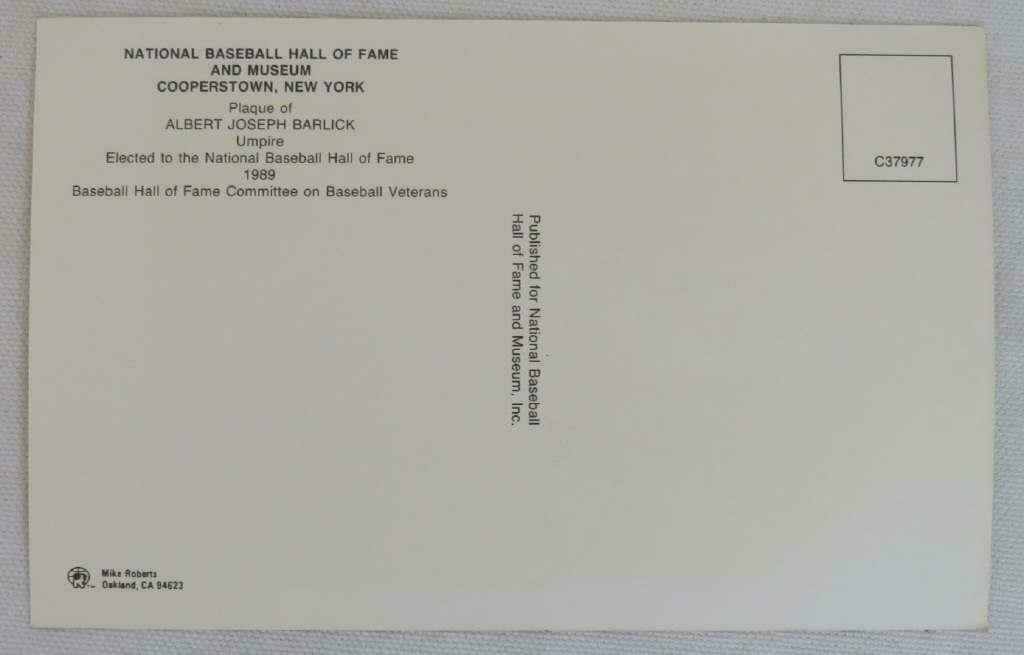 NATIONAL BASEBALL HALL OF FAME
AND MUSEUM
COOPERSTOWN, NEW YORK
Plaque of
ALBERT JOSEPH BARLICK
Umpire
Elected to the National Baseball Hall of Fame
1989
Baseball Hall of Fame Committee on Baseball Veterans
C37977
Published for National Baseball
Hall of Fame and Museum, Inc.
Mike Roberts
Oakland, CA 94623